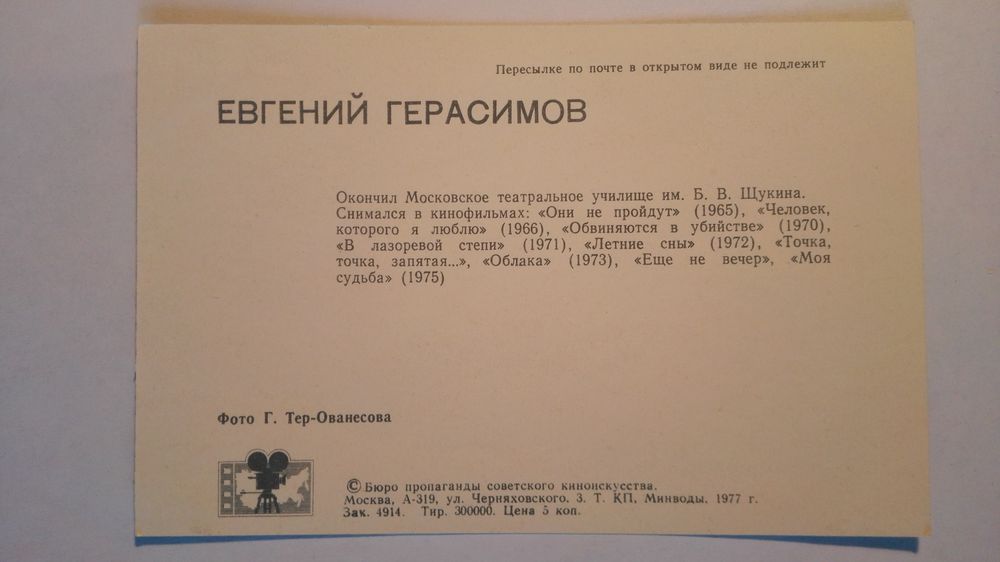 Пересылке по почте в открытом виде не подлежит
ЕВГЕНИЙ ГЕРАСИМОВ
Окончил Московское театральное училище им. Б. В. Щукина.
Снимался в кинофильмах: «Они не пройдут» (1965), «Человек,
которого я люблю» (1966), «Обвиняются в убийстве» (1970),
«В лазоревой степи» (1971), «Летние сны» (1972), «Точка,
точка, запятая...», «Облака» (1973), «Еще не вечер», «Моя
судьба» (1975)
Фото Г. Тер-Ованесова
© Бюро пропаганды советского киноискусства.
Москва, А-319, ул. Черняховского, 3. Т. КП, Минводы. 1977 г.
Зак. 4914. Тир. 300000. Цена 5 коп.